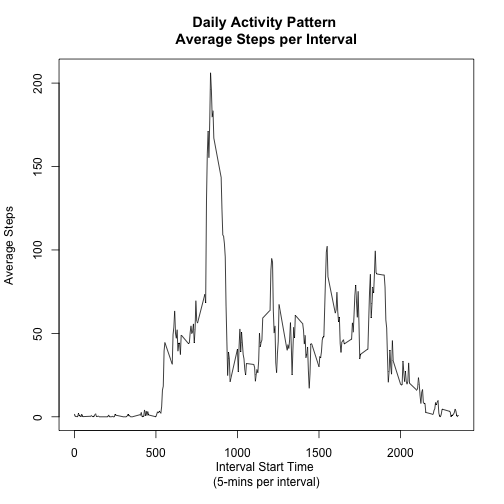 Daily Activity Pattern
Average Steps per Interval
200
150
100
50
0
Average Steps
0 500 1000 1500 2000
Interval Start Time
(5-mins per interval)